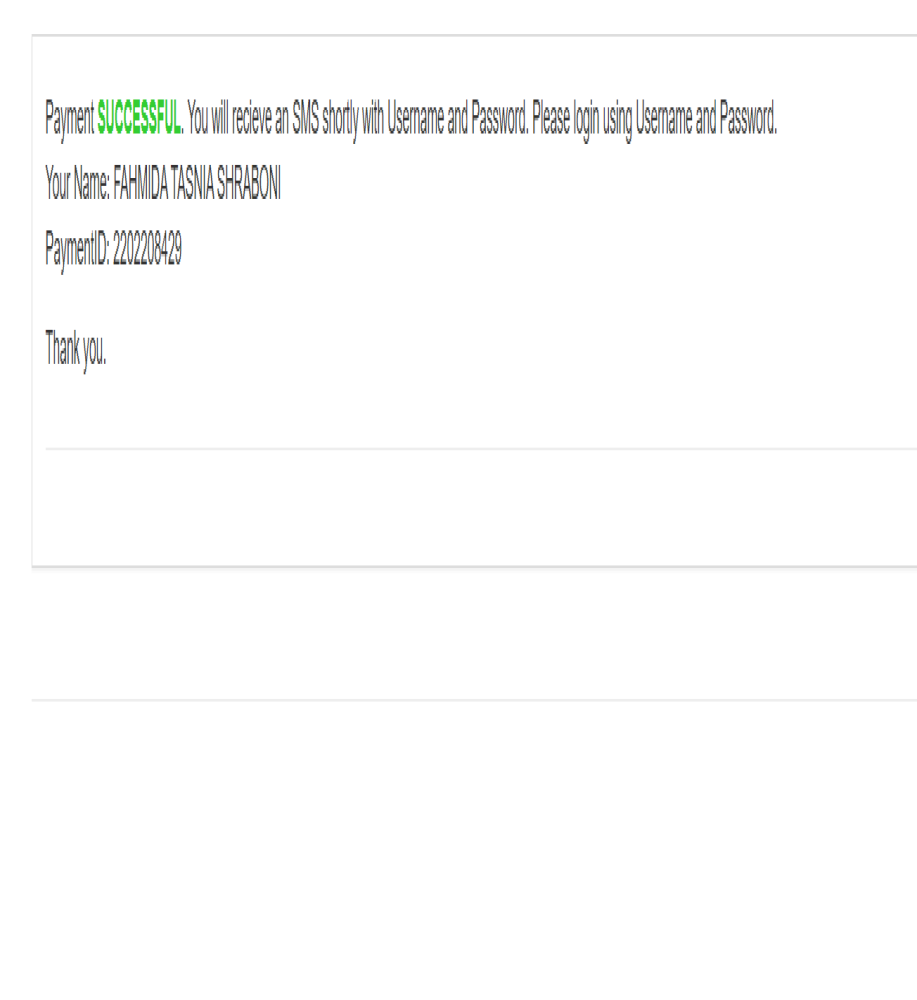 Payment SUCCESSFUL. You will recieve an SMS shortly with Username and Password. Please login using Username and Password.
Your Name: FAHMIDA TASNIA SHRABONI
PaymentID: 2202208429
Thank you.